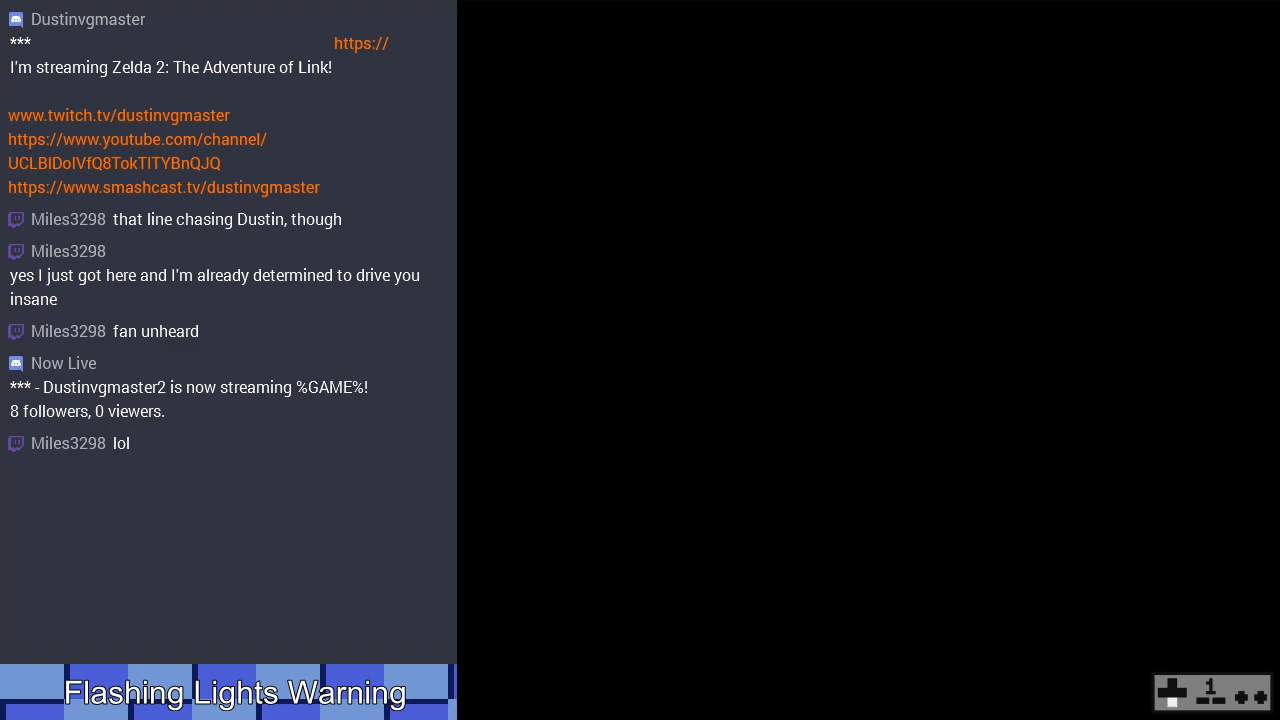 Dustinvgmaster
*** https://
I'm streaming Zelda 2: The Adventure of Link!
www.twitch.tv/dustinvgmaster
https://www.youtube.com/channel/
UCLBIDoIVfQ8TokTITYBnQJQ
https://www.smashcast.tv/dustinvgmaster
Miles3298 that line chasing Dustin, though
Miles3298
yes I just got here and I'm already determined to drive you
insane
Miles3298 fan unheard
Now Live
*** - Dustinvgmaster2 is now streaming %GAME%!
8 followers, 0 viewers.
Miles3298 lol
Flashing Lights Warning
1